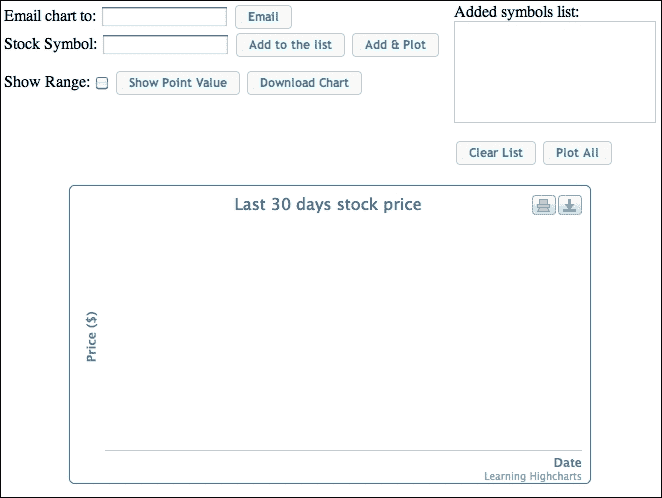 Email chart to: Email
Stock Symbol: Add to the list Add & Plot
Show Range: Show Point Value Download Chart
Added symbols list:
Clear List Plot All
Last 30 days stock price
Price ($)
Date
Learning Highcharts